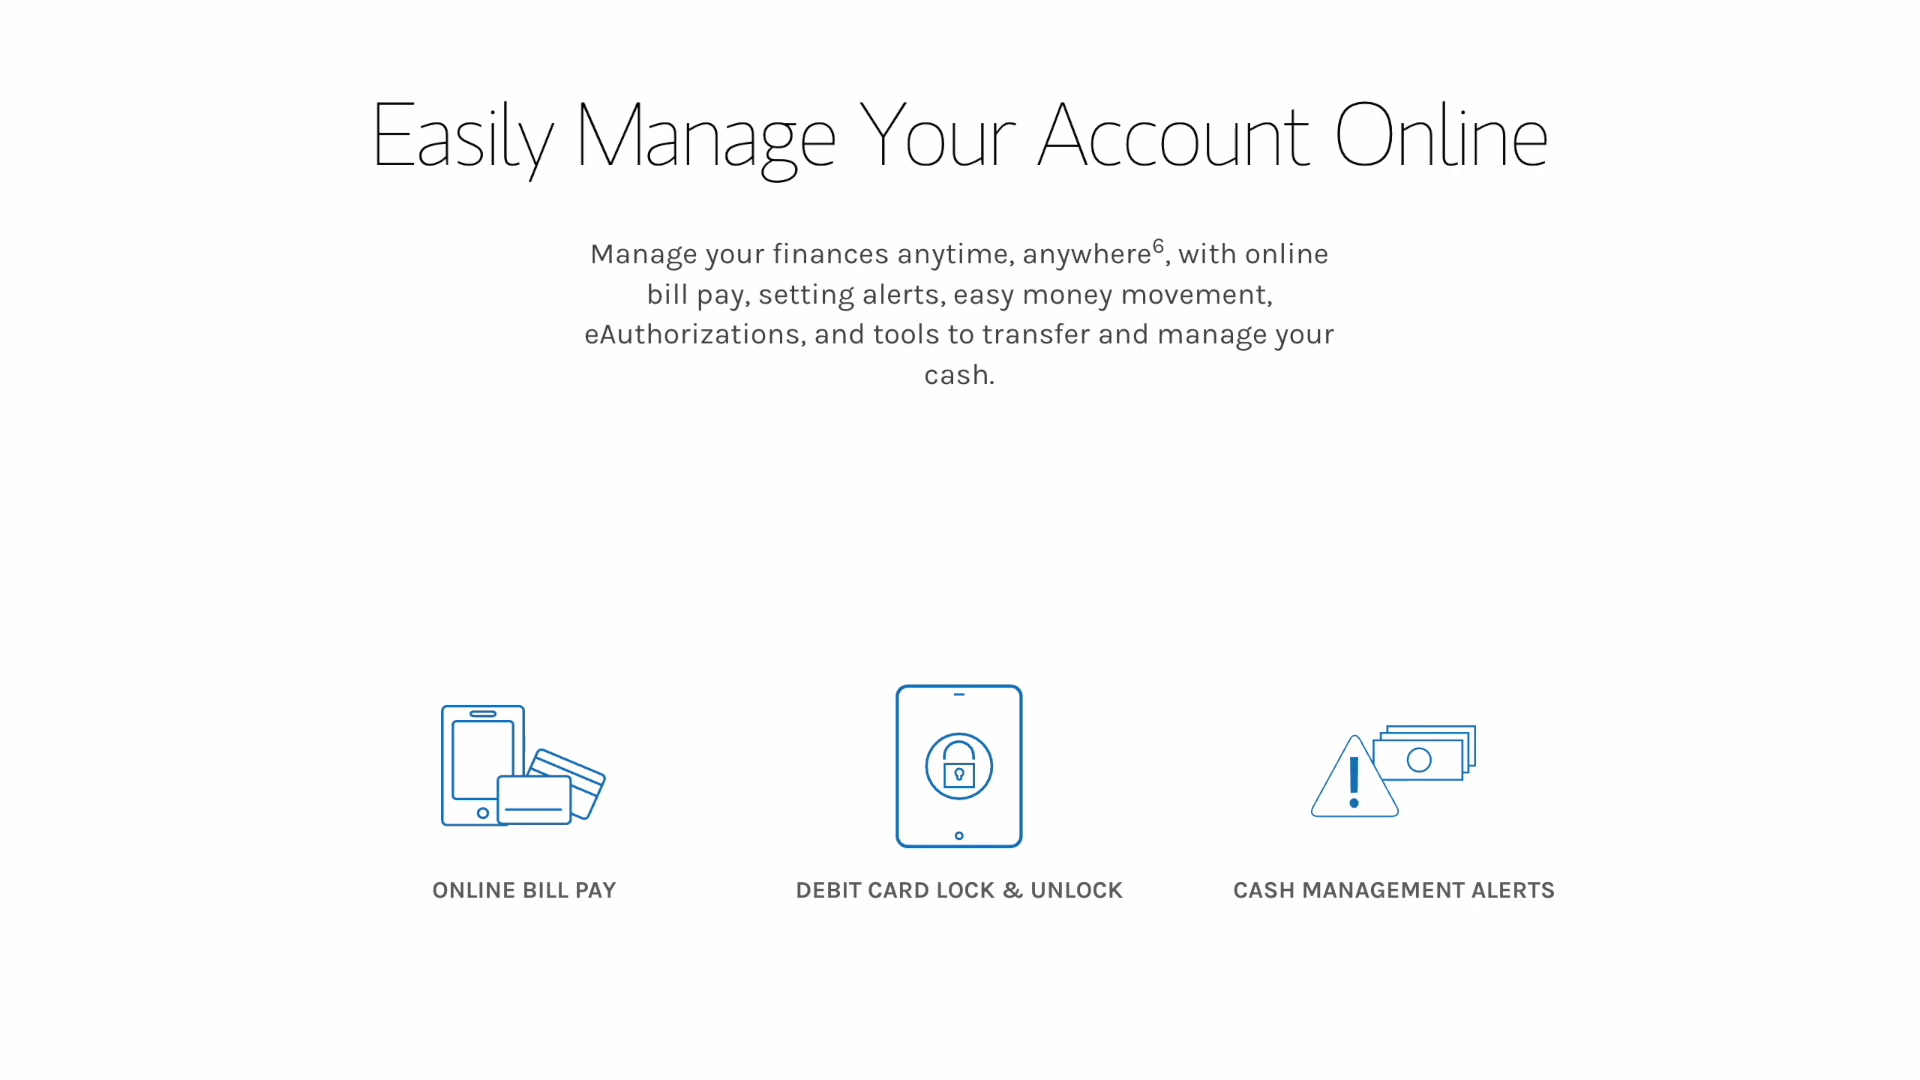 Easily Manage Your Account Online
Manage your finances anytime, anywhere⁶, with online
bill pay, setting alerts, easy money movement,
eAuthorizations, and tools to transfer and manage your
cash.
ONLINE BILL PAY
DEBIT CARD LOCK & UNLOCK
CASH MANAGEMENT ALERTS